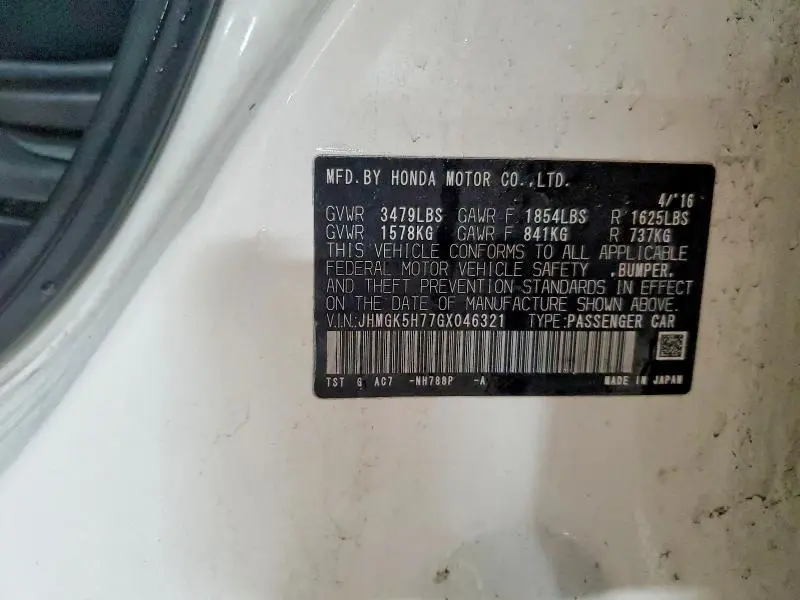 MFD. BY HONDA MOTOR CO., LTD.
4/'16
GVWR 3479LBS GAWR F 1854LBS R 1625LBS
GVWR 1578KG GAWR F 841KG R 737KG
THIS VEHICLE CONFORMS TO ALL APPLICABLE
FEDERAL MOTOR VEHICLE SAFETY ,BUMPER,
AND THEFT PREVENTION STANDARDS IN EFFECT
ON THE DATE OF MANUFACTURE SHOWN ABOVE.
V.I.N.:JHMGK5H77GX046321 TYPE:PASSENGER CAR
TST G AC7 -NH788P -A MADE IN JAPAN